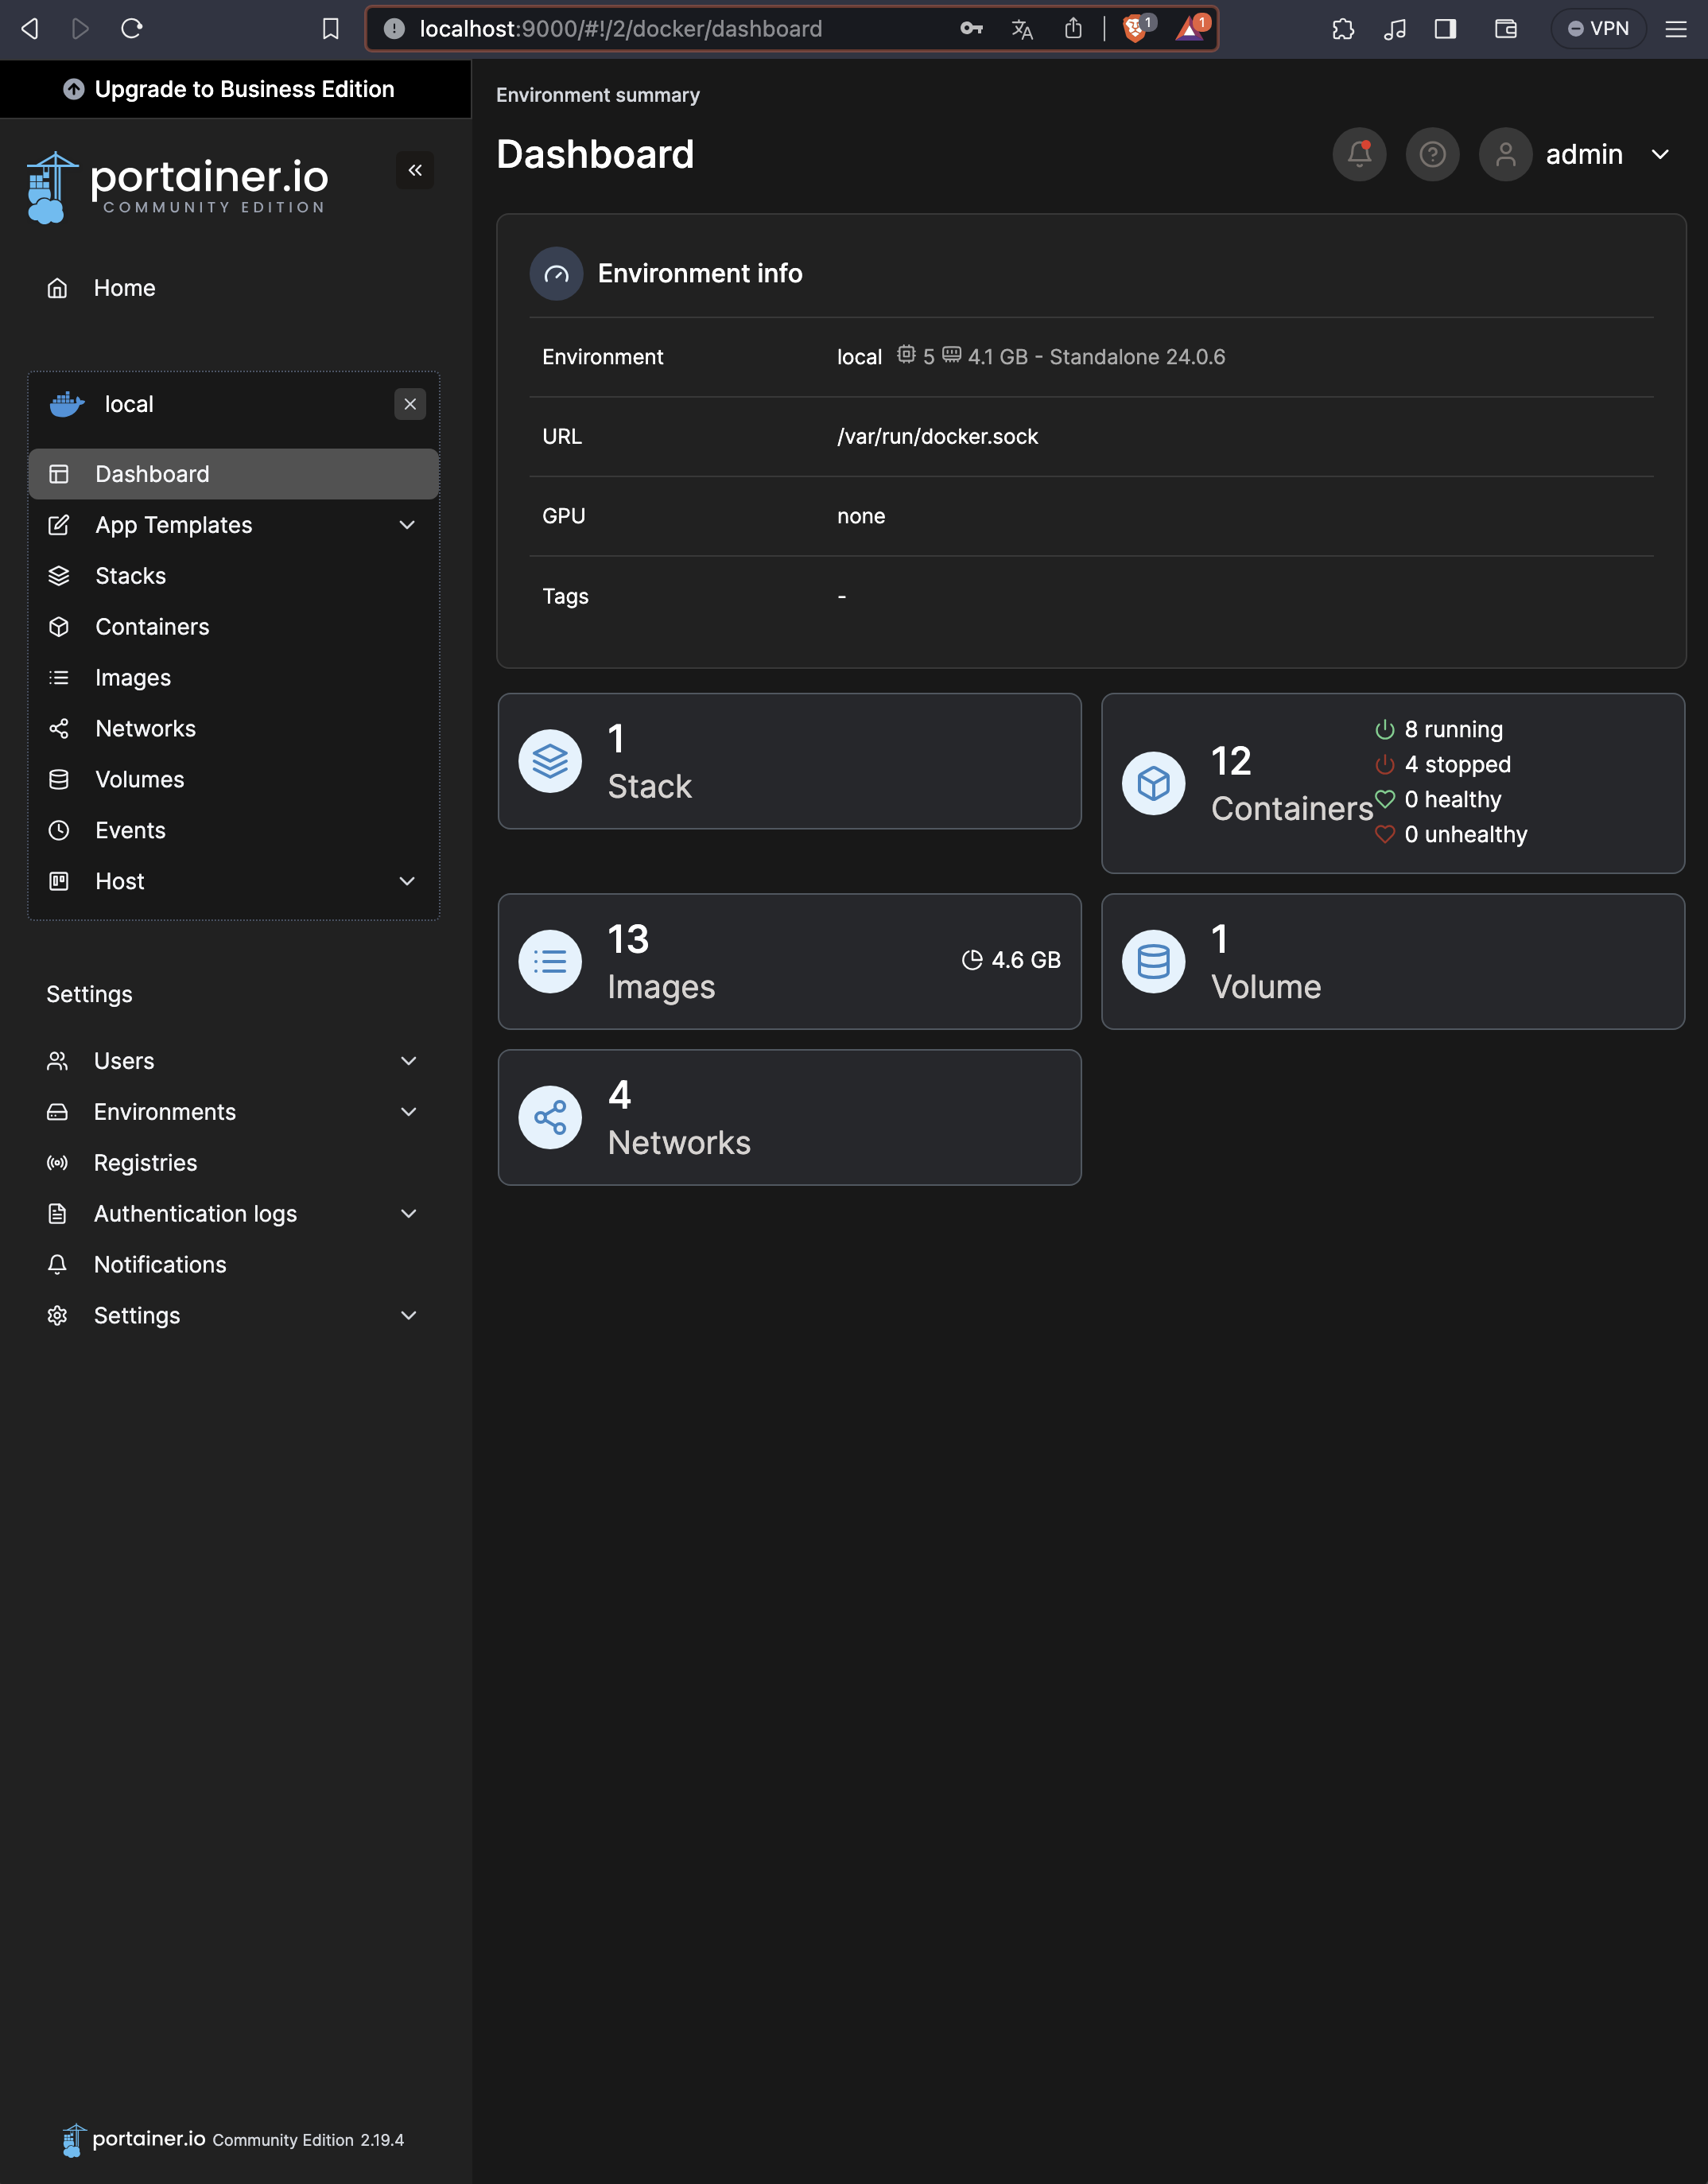 localhost:9000/#!/2/docker/dashboard
1
1
VPN
Upgrade to Business Edition
portainer.io
COMMUNITY EDITION
Home
local
Dashboard
App Templates
Stacks
Containers
Images
Networks
Volumes
Events
Host
Settings
Users
Environments
Registries
Authentication logs
Notifications
Settings
portainer.io Community Edition 2.19.4
Environment summary
Dashboard
admin
Environment info
Environment local 5 4.1 GB - Standalone 24.0.6
URL /var/run/docker.sock
GPU none
Tags -
1
Stack
12
Containers
8 running
4 stopped
0 healthy
0 unhealthy
13
Images
4.6 GB
1
Volume
4
Networks